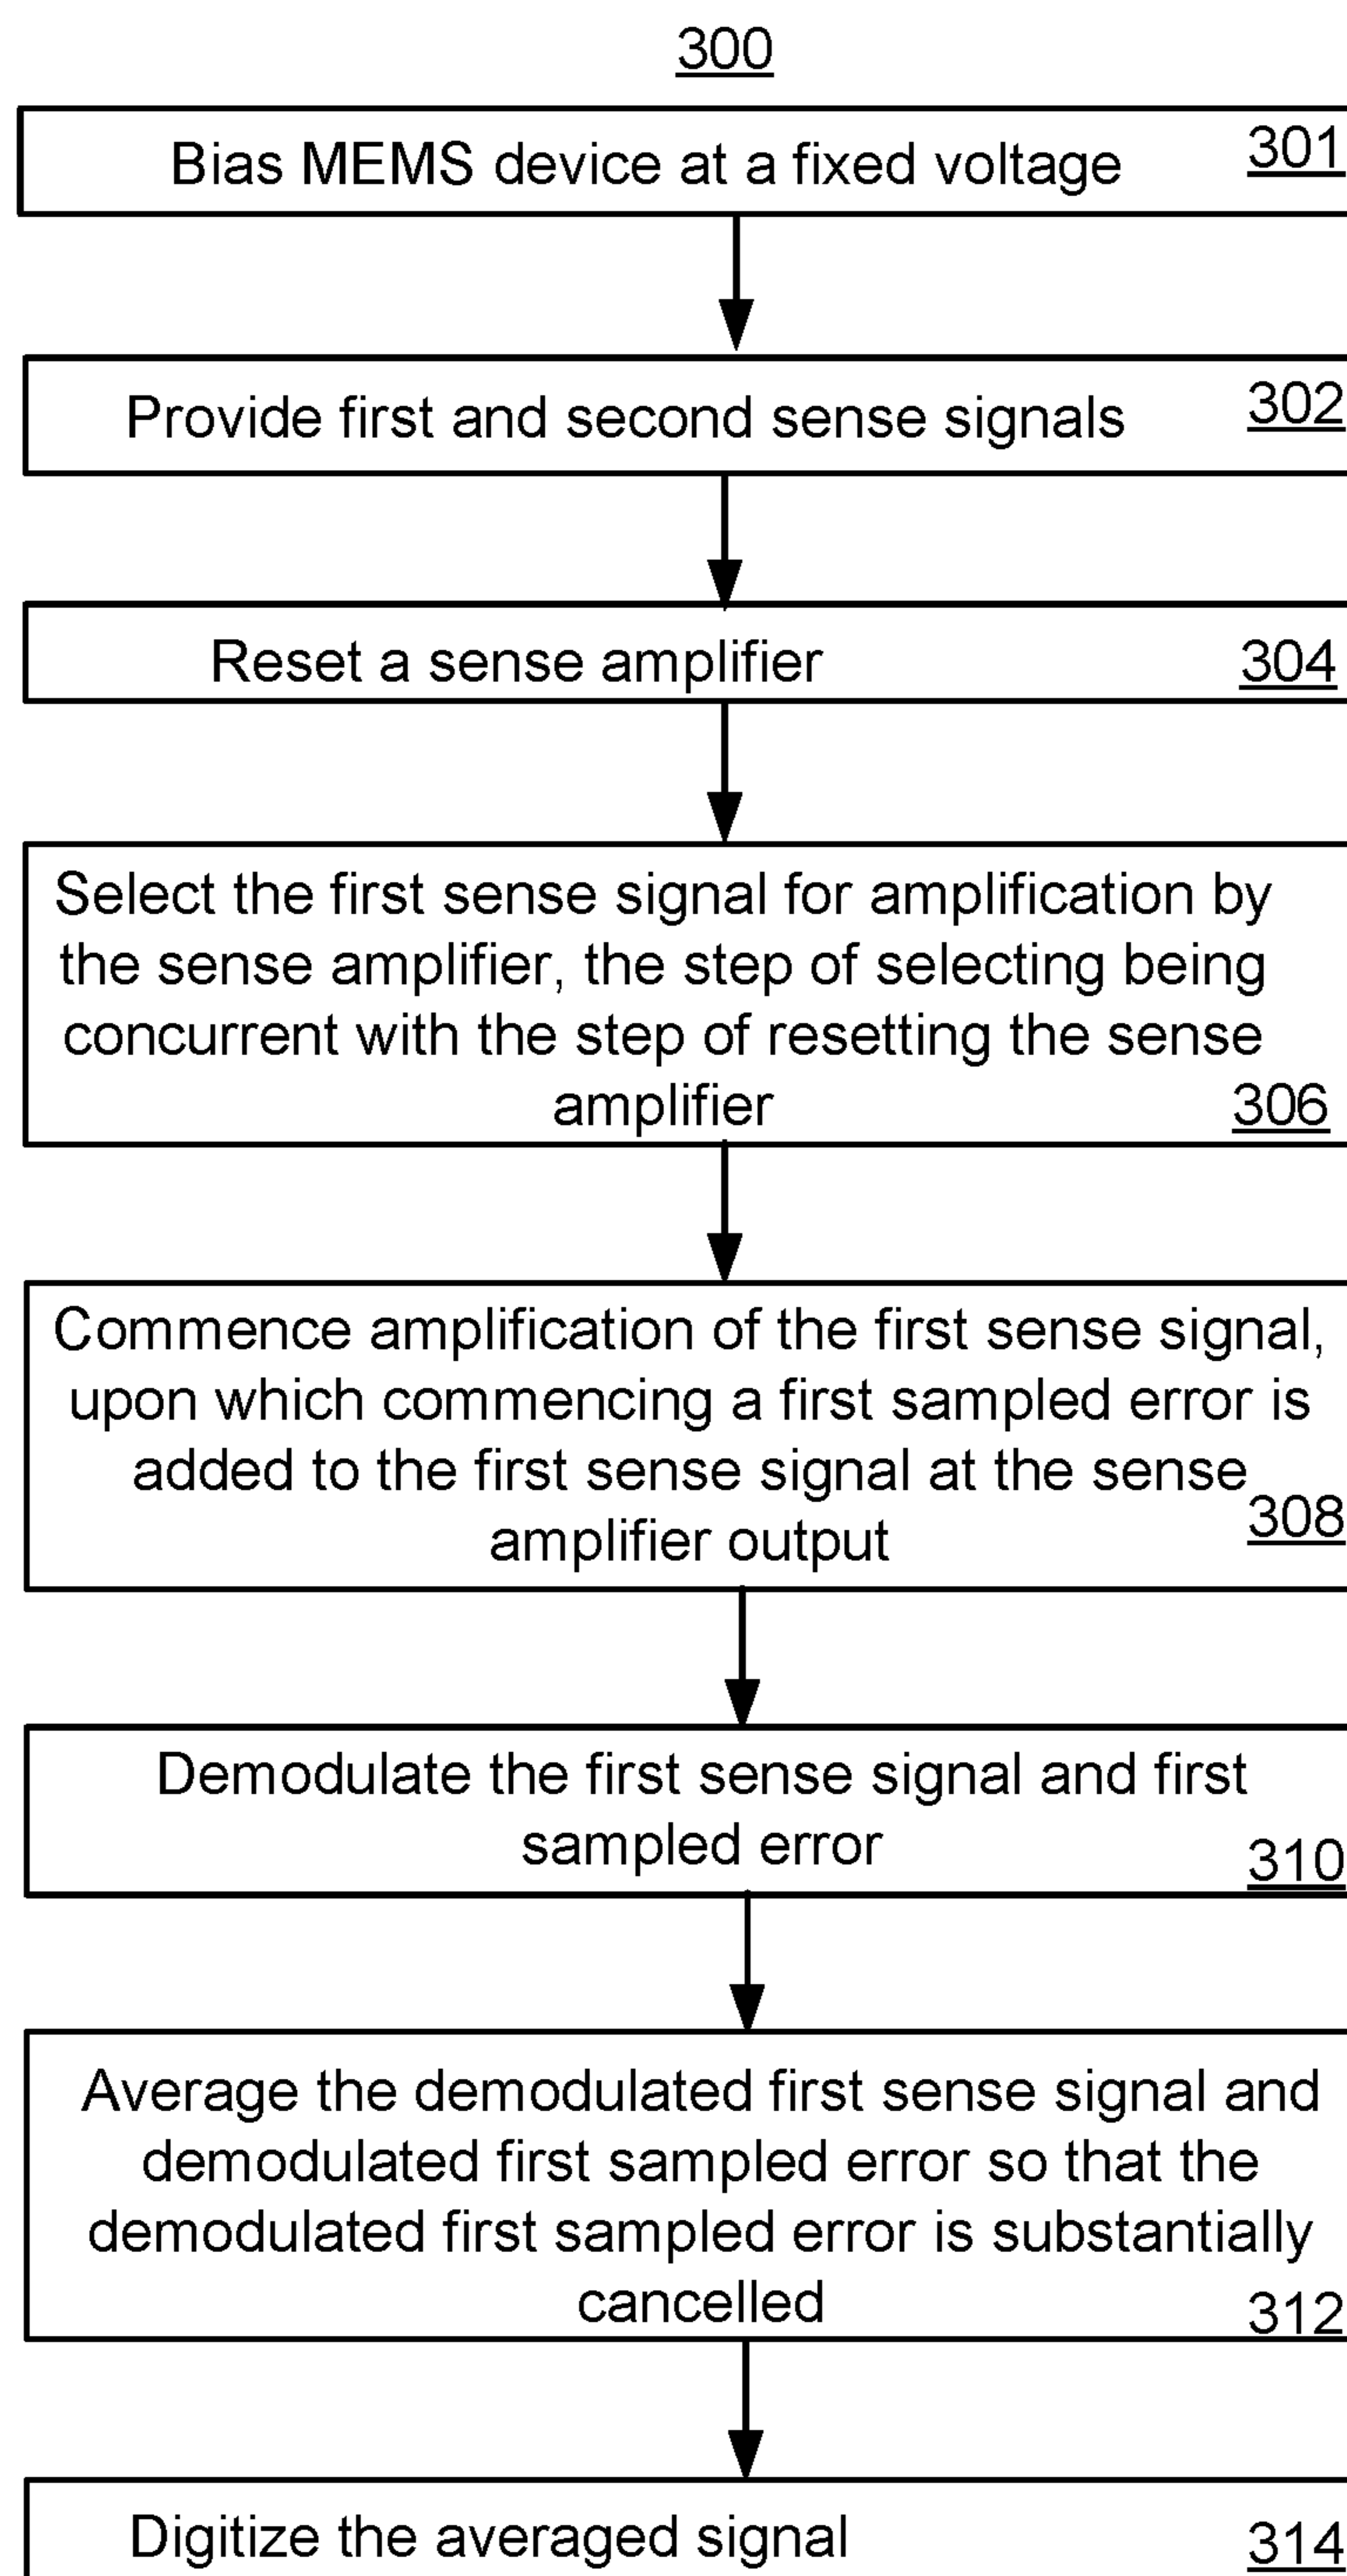 300
Bias MEMS device at a fixed voltage 301
Provide first and second sense signals 302
Reset a sense amplifier 304
Select the first sense signal for amplification by
the sense amplifier, the step of selecting being
concurrent with the step of resetting the sense
amplifier 306
Commence amplification of the first sense signal,
upon which commencing a first sampled error is
added to the first sense signal at the sense
amplifier output 308
Demodulate the first sense signal and first
sampled error 310
Average the demodulated first sense signal and
demodulated first sampled error so that the
demodulated first sampled error is substantially
cancelled 312
Digitize the averaged signal 314